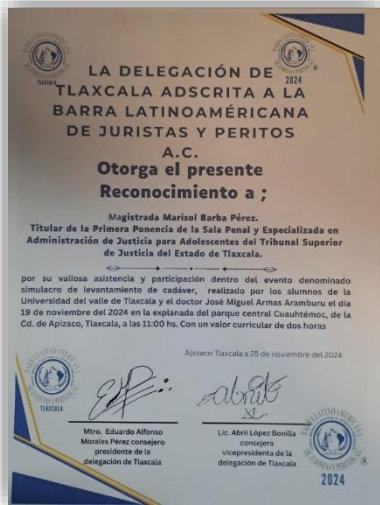 TLAXCALA
2024
LA DELEGACIÓN DE
TLAXCALA ADSCRITA A LA
BARRA LATINOAMÉRICANA
DE JURISTAS Y PERITOS
A.C.
Otorga el presente
Reconocimiento a ;
Magistrada Marisol Barba Pérez.
Titular de la Primera Ponencia de la Sala Penal y Especializada en
Administración de Justicia para Adolescentes del Tribunal Superior
de Justicia del Estado de Tlaxcala.
por su valiosa asistencia y participación dentro del evento denominado
simulacro de levantamiento de cadáver, realizado por los alumnos de la
Universidad del valle de Tlaxcala y el doctor José Miguel Armas Aramburu el día
19 de noviembre del 2024 en la explanada del parque central Cuauhtémoc, de la
Cd. de Apizaco, Tlaxcala, a las 11:00 hs. Con un valor curricular de dos horas
Apizaco Tlaxcala a 25 de noviembre del 2024
TLAXCALA
Mtro. Eduardo Alfonso
Morales Pérez consejero
presidente de la
delegación de Tlaxcala
Lic. Abril López Bonilla
consejera
vicepresidenta de la
delegación de Tlaxcala
BARRA LATINOAMERICANA
DE JURISTAS Y PERITOS, A.C.
2024